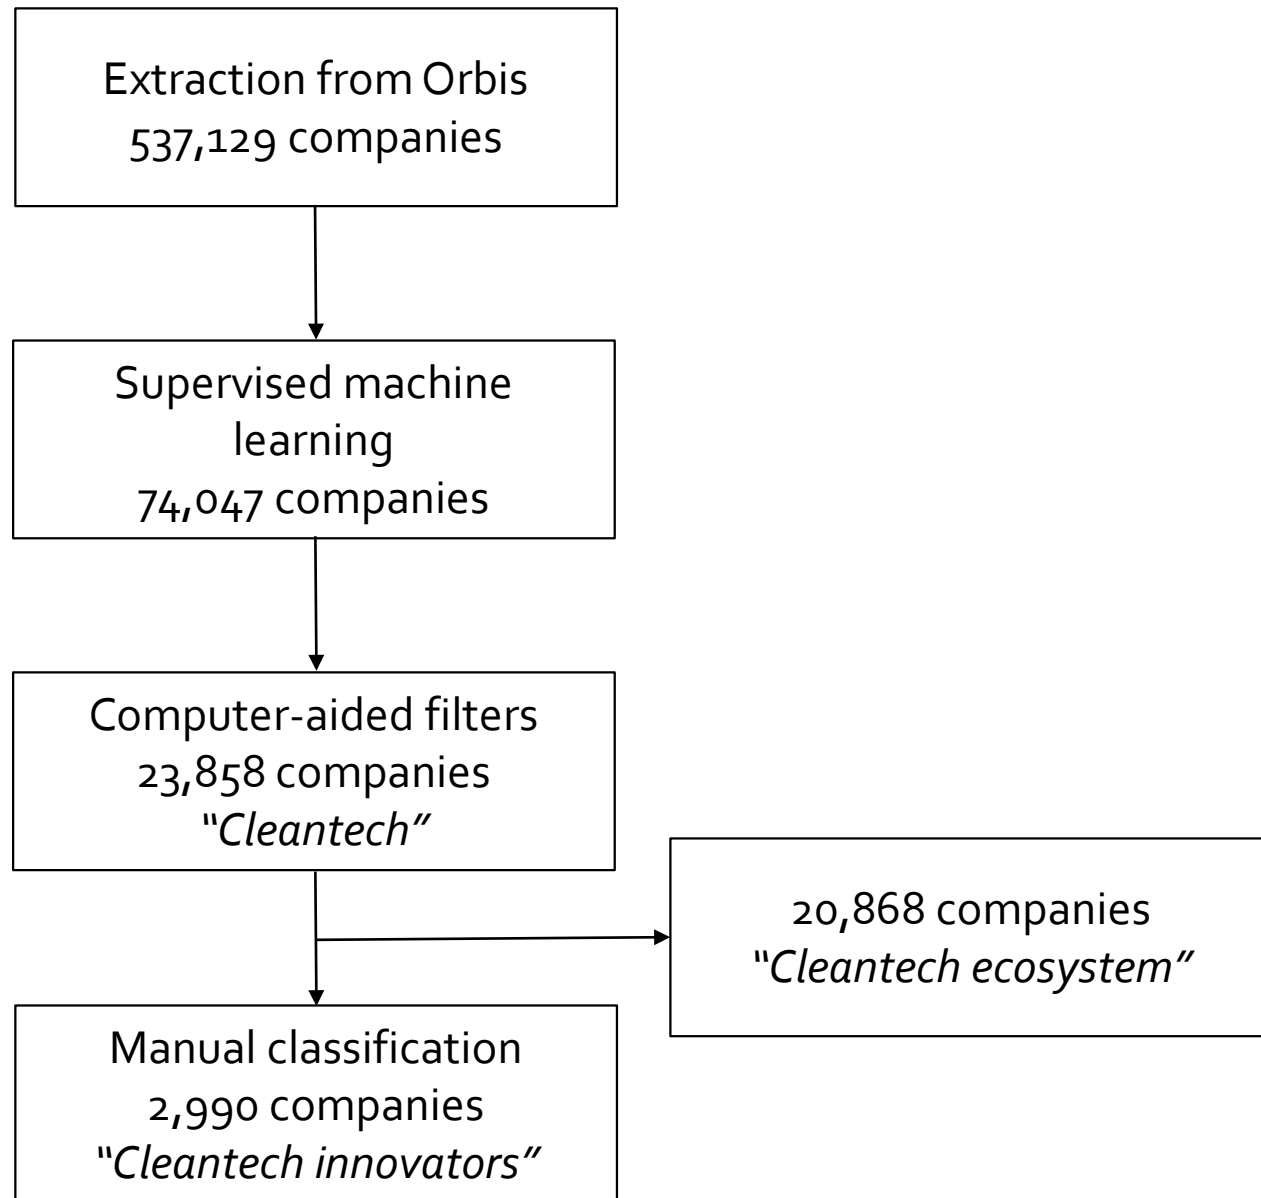 Extraction from Orbis
537,129 companies
Supervised machine
learning
74,047 companies
Computer-aided filters
23,858 companies
“Cleantech”
20,868 companies
“Cleantech ecosystem”
Manual classification
2,990 companies
“Cleantech innovators”